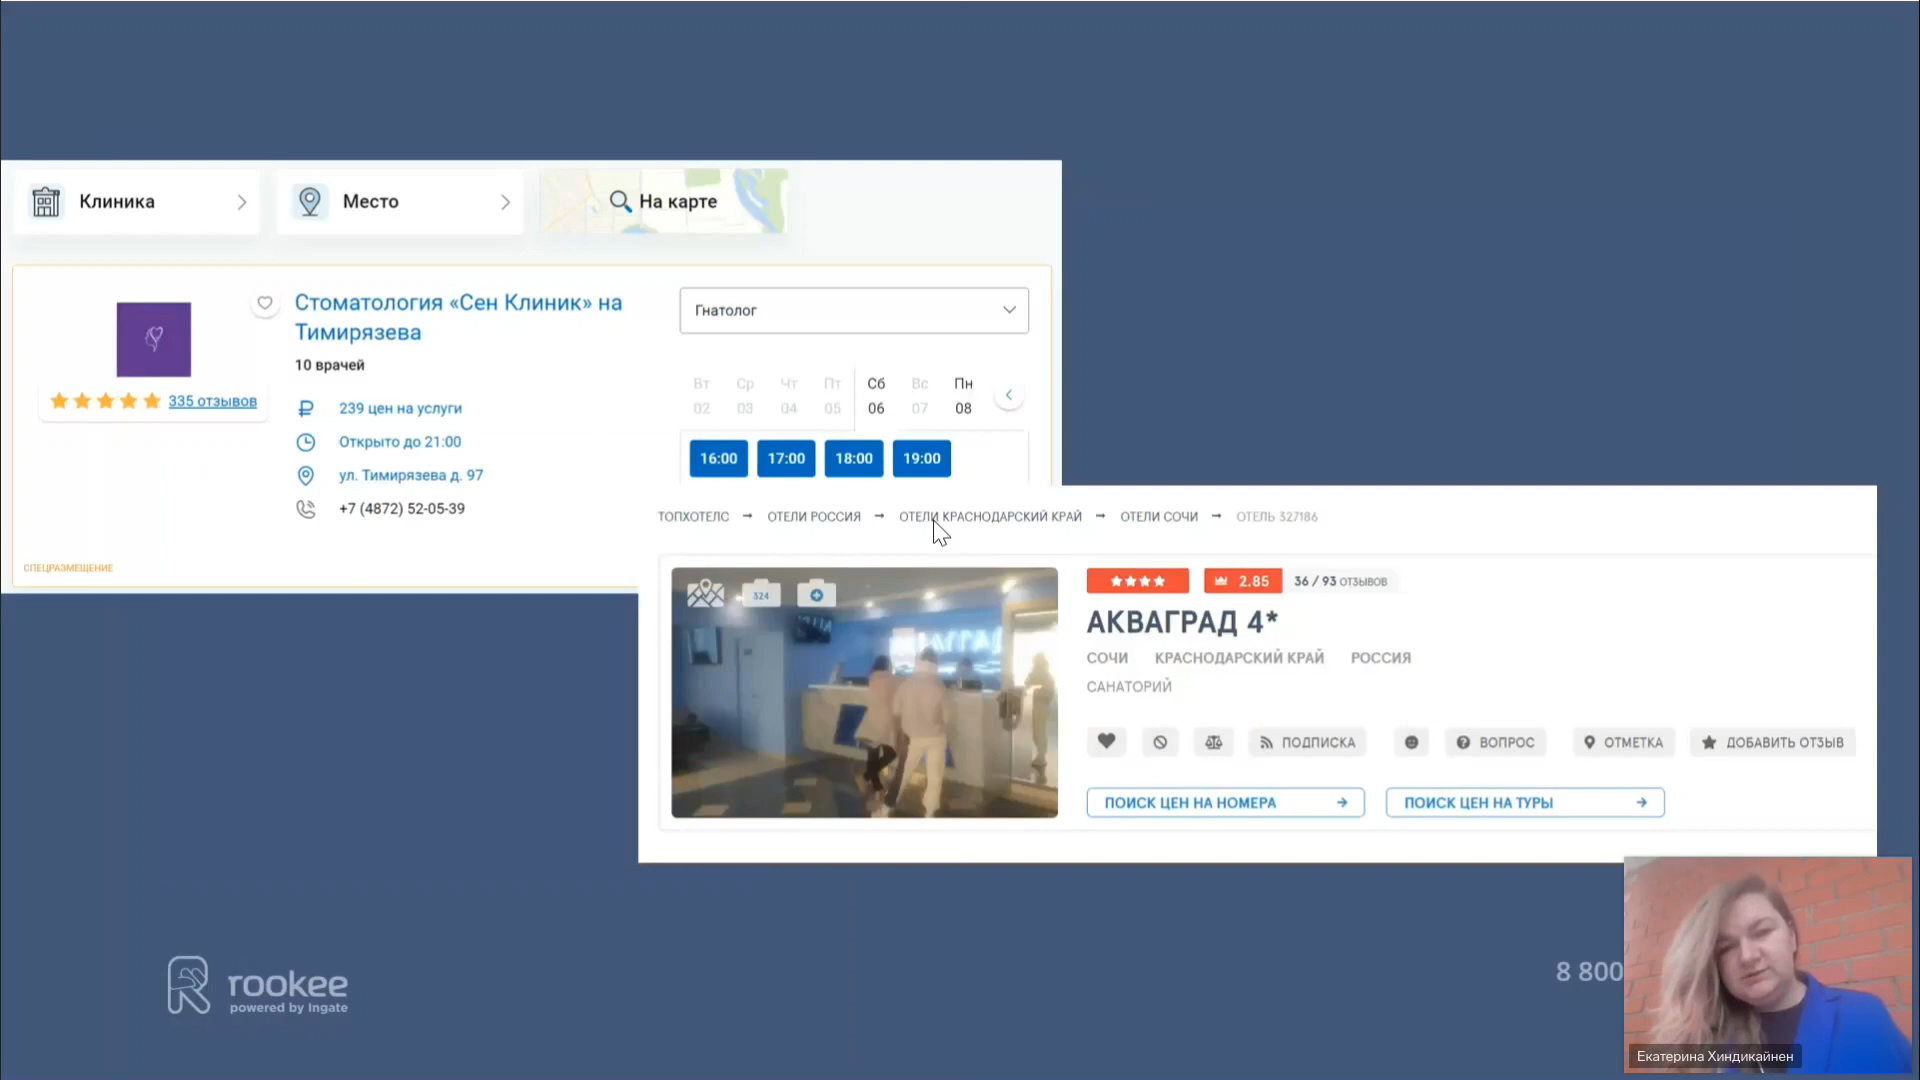 Клиника
Место
На карте
Стоматология «Сен Клиник» на
Тимирязева
10 врачей
335 отзывов
239 цен на услуги
Открыто до 21:00
ул. Тимирязева д. 97
+7 (4872) 52-05-39
СПЕЦРАЗМЕЩЕНИЕ
Гнатолог
Вт Ср Чт Пт Сб Вс Пн
02 03 04 05 06 07 08
16:00 17:00 18:00 19:00
ТОПХОТЕЛС → ОТЕЛИ РОССИЯ → ОТЕЛИ КРАСНОДАРСКИЙ КРАЙ → ОТЕЛИ СОЧИ → ОТЕЛЬ 327186
324
2.85 36 / 93 ОТЗЫВОВ
АКВАГРАД 4*
СОЧИ КРАСНОДАРСКИЙ КРАЙ РОССИЯ
САНАТОРИЙ
ПОДПИСКА ВОПРОС ОТМЕТКА ДОБАВИТЬ ОТЗЫВ
ПОИСК ЦЕН НА НОМЕРА → ПОИСК ЦЕН НА ТУРЫ →
rookee
powered by Ingate
8 800
Екатерина Хиндикайнен